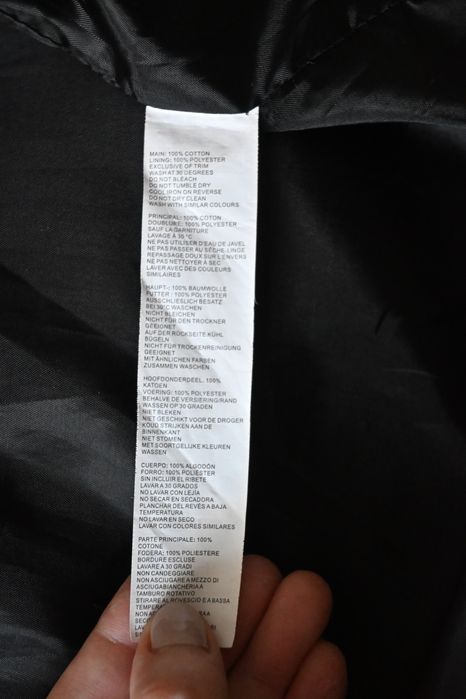 MAIN: 100% COTTON
LINING: 100% POLYESTER
EXCLUSIVE OF TRIM
WASH AT 30 DEGREES
DO NOT BLEACH
DO NOT TUMBLE DRY
COOL IRON ON REVERSE
DO NOT DRY CLEAN
WASH WITH SIMILAR COLOURS
PRINCIPAL: 100% COTON
DOUBLURE: 100% POLYESTER
SAUF LA GARNITURE
LAVAGE À 30 °C
NE PAS UTILISER D'EAU DE JAVEL
NE PAS PASSER AU SÈCHE-LINGE
REPASSAGE DOUX SUR L'ENVERS
NE PAS NETTOYER À SEC
LAVER AVEC DES COULEURS
SIMILAIRES
HAUPT-: 100% BAUMWOLLE
FUTTER: 100% POLYESTER
AUSSCHLIESLICH BESATZ
BEI 30°C WASCHEN
NICHT BLEICHEN
NICHT FÜR DEN TROCKNER
GEEIGNET
AUF DER RÜCKSEITE KÜHL
BÜGELN
NICHT FÜR TROCKENREINIGUNG
GEEIGNET
MIT ÄHNLICHEN FARBEN
ZUSAMMEN WASCHEN
HOOFDONDERDEEL: 100%
KATOEN
VOERING: 100% POLYESTER
BEHALVE DE VERSIERING/RAND
WASSEN OP 30 GRADEN
NIET BLEKEN
NIET GESCHIKT VOOR DE DROGER
KOUD STRIJKEN AAN DE
BINNENKANT
NIET STOMEN
MET SOORTGELIJKE KLEUREN
WASSEN
CUERPO: 100% ALGODÓN
FORRO: 100% POLIÉSTER
SIN INCLUIR EL RIBETE
LAVAR A 30 GRADOS
NO LAVAR CON LEJÍA
NO SECAR EN SECADORA
PLANCHAR DEL REVÉS A BAJA
TEMPERATURA
NO LAVAR EN SECO
LAVAR CON COLORES SIMILARES
PARTE PRINCIPALE: 100%
COTONE
FODERA: 100% POLIESTERE
BORDURE ESCLUSE
LAVARE A 30 GRADI
NON CANDEGGIARE
NON ASCIUGARE A MEZZO DI
ASCIUGABIANCHERIA A
TAMBURO ROTATIVO
STIRARE AL ROVESCIO E A BASSA
NON